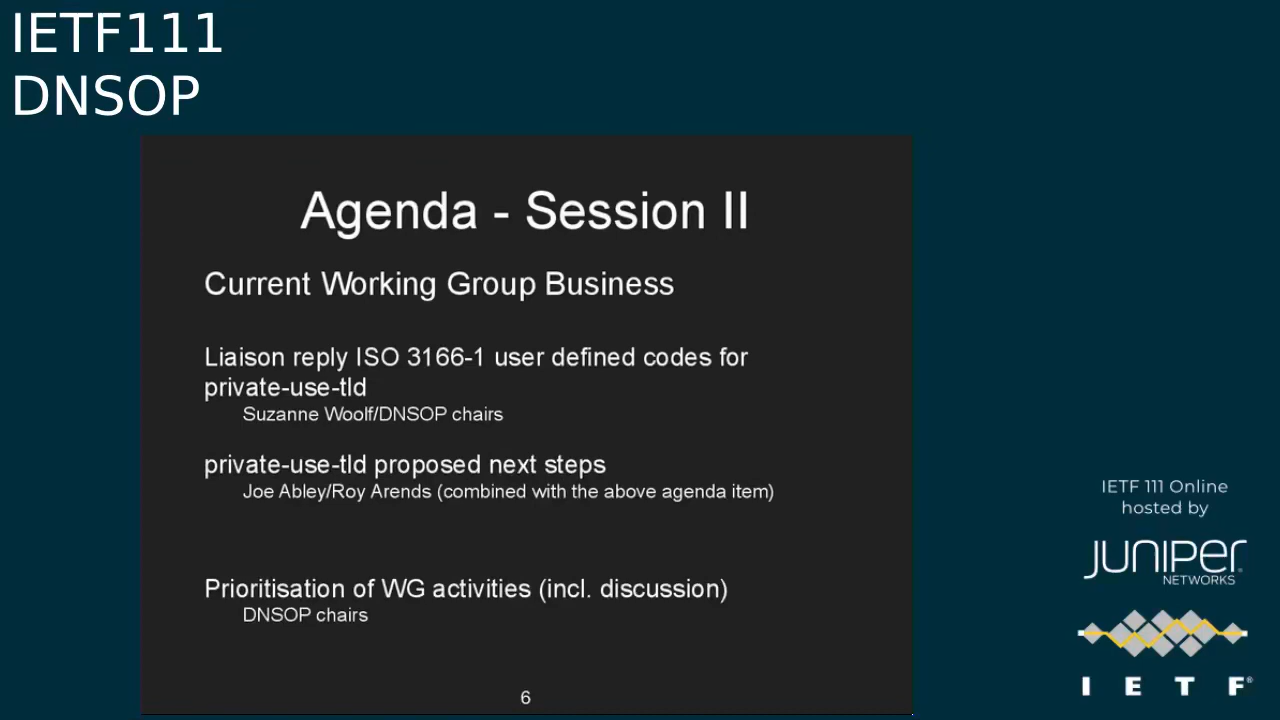 IETF111
DNSOP
Agenda - Session II
Current Working Group Business
Liaison reply ISO 3166-1 user defined codes for
private-use-tld
Suzanne Woolf/DNSOP chairs
private-use-tld proposed next steps
Joe Abley/Roy Arends (combined with the above agenda item)
Prioritisation of WG activities (incl. discussion)
DNSOP chairs
6
IETF 111 Online
hosted by
JUNIPER
NETWORKS
I E T F®